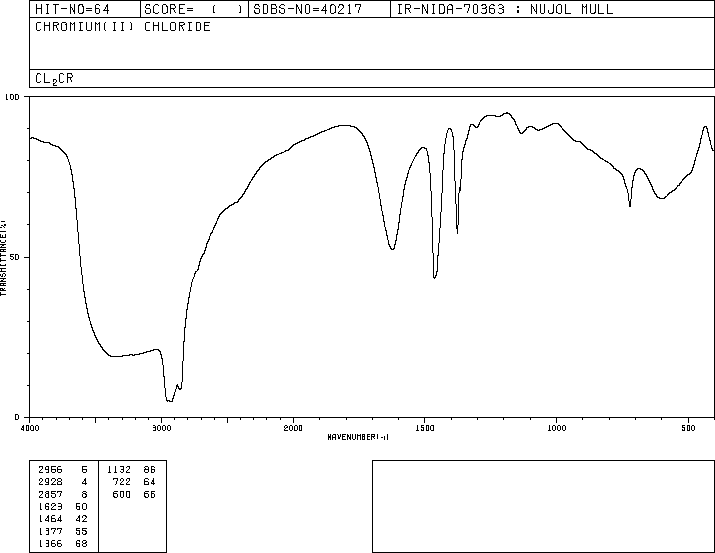 HIT-NO=64 SCORE= ( ) SDBS-NO=40217 IR-NIDA-70363 : NUJOL MULL
CHROMIUM(II) CHLORIDE
CL2CR
100
TRANSMITTANCE(%)
50
0
4000 3000 2000 1500 1000 500
WAVENUMBER(-1)
2956 5 1132 86
2928 4 722 64
2857 8 600 66
1623 50
1464 42
1377 55
1366 68